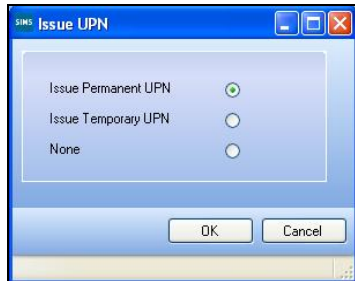 SIMS Issue UPN
Issue Permanent UPN
Issue Temporary UPN
None
OK Cancel